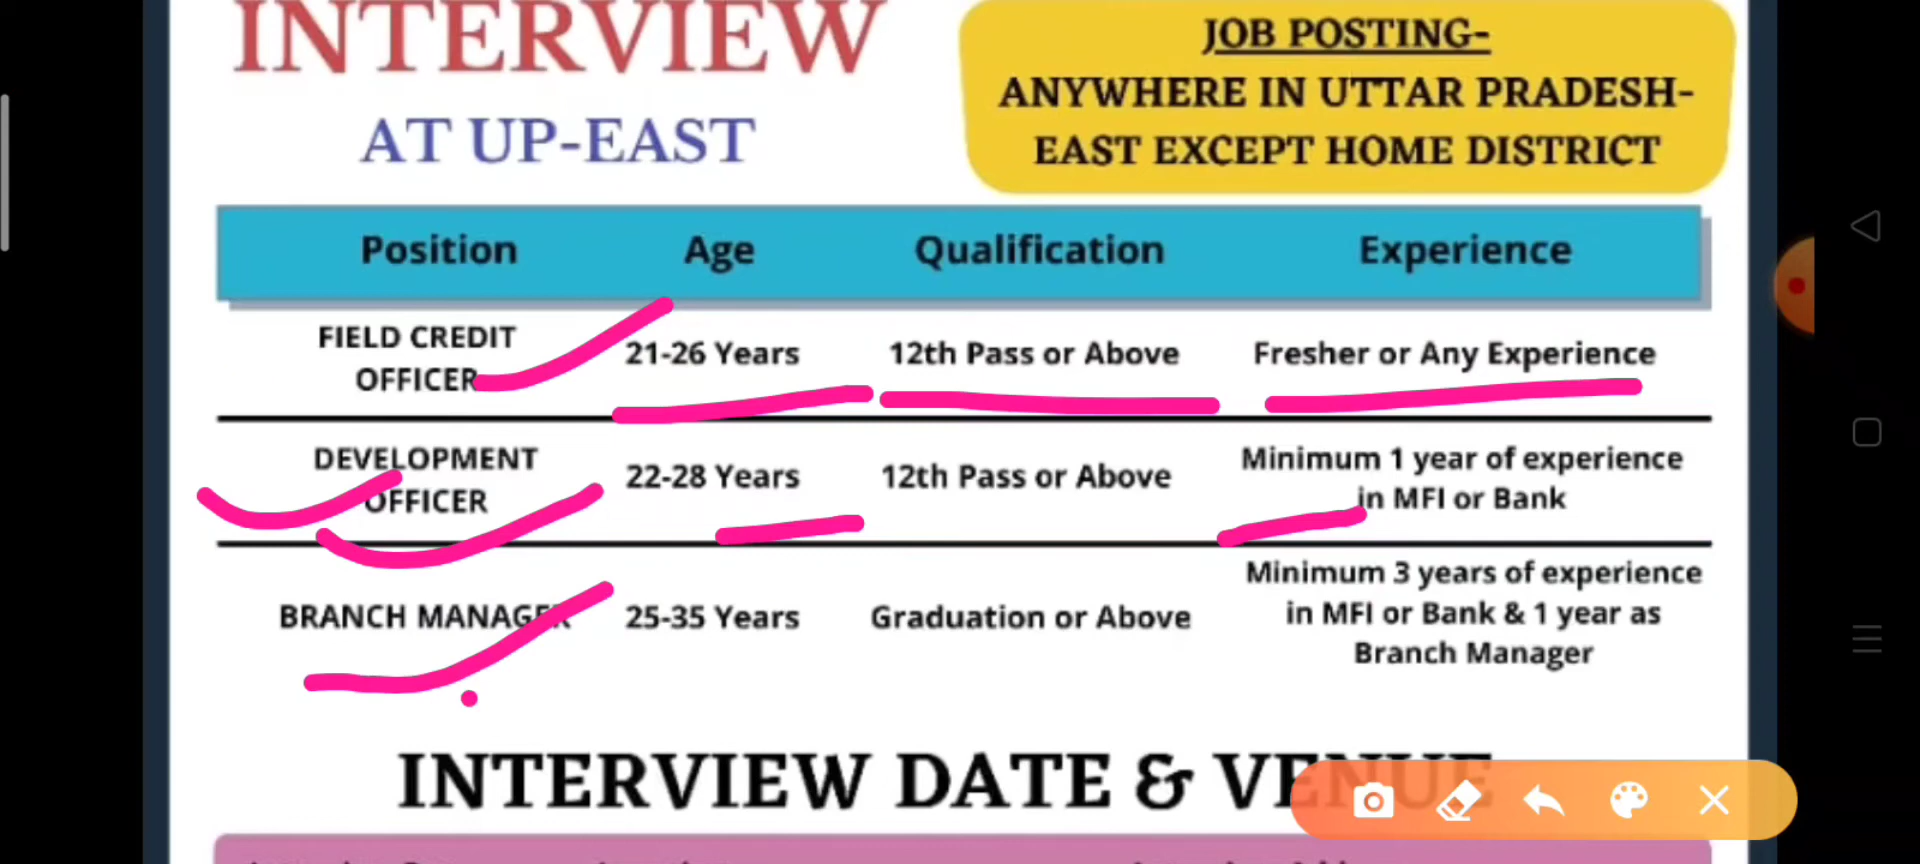 INTERVIEW
AT UP-EAST
JOB POSTING-
ANYWHERE IN UTTAR PRADESH-
EAST EXCEPT HOME DISTRICT
Position Age Qualification Experience
FIELD CREDIT
OFFICER
21-26 Years
12th Pass or Above
Fresher or Any Experience
DEVELOPMENT
OFFICER
22-28 Years
12th Pass or Above
Minimum 1 year of experience
in MFI or Bank
BRANCH MANAGER
25-35 Years
Graduation or Above
Minimum 3 years of experience
in MFI or Bank & 1 year as
Branch Manager
INTERVIEW DATE & VENUE